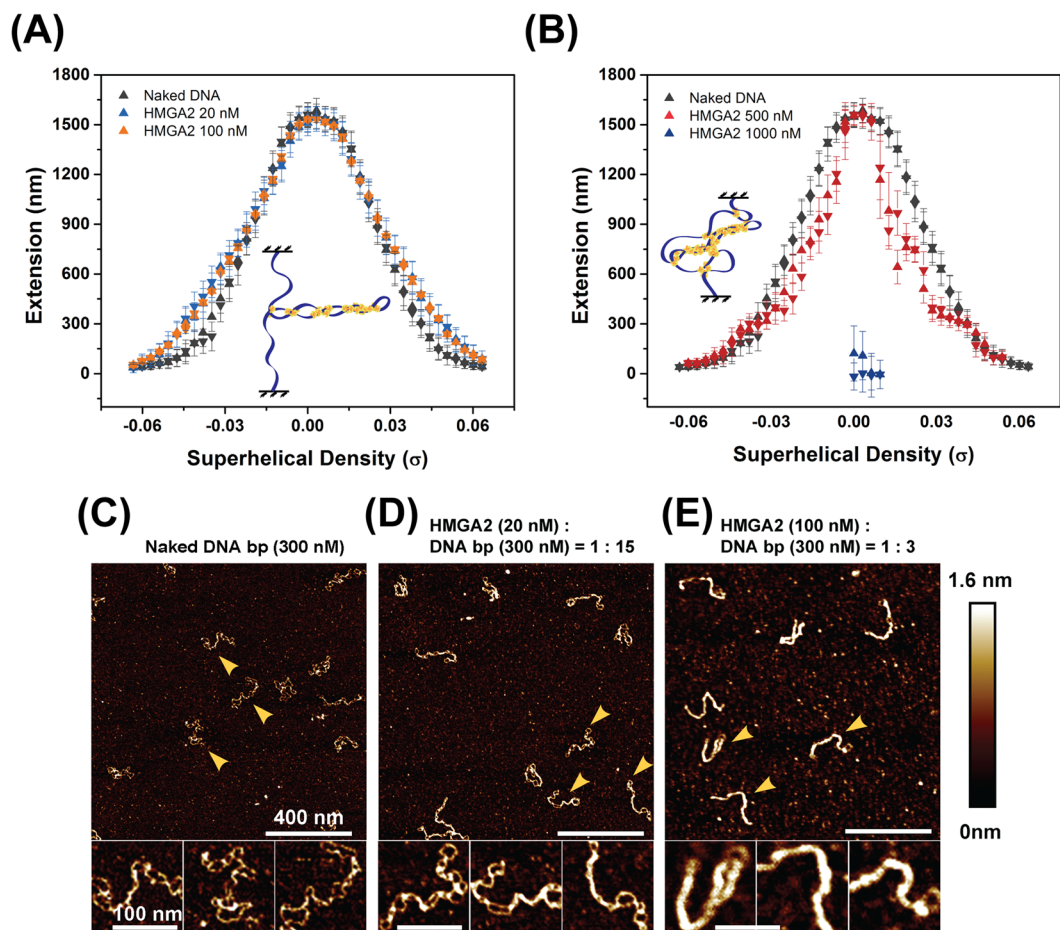 (A)
1800
1500
1200
900
600
300
0
Extension (nm)
Naked DNA
HMGA2 20 nM
HMGA2 100 nM
-0.06
-0.03
0.00
0.03
0.06
Superhelical Density (σ)
(B)
1800
1500
1200
900
600
300
0
Extension (nm)
Naked DNA
HMGA2 500 nM
HMGA2 1000 nM
-0.06
-0.03
0.00
0.03
0.06
Superhelical Density (σ)
(C)
Naked DNA bp (300 nM)
400 nm
100 nm
(D)
HMGA2 (20 nM) :
DNA bp (300 nM) = 1 : 15
(E)
HMGA2 (100 nM) :
DNA bp (300 nM) = 1 : 3
1.6 nm
0nm